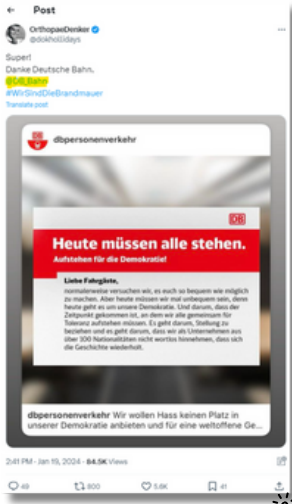 Post
OrthopaeDenker
@dokhollidays
Super!
Danke Deutsche Bahn,
@DB_Bahn
#WirSindDieBrandmauer
Translate post
DB
dbpersonenverkehr
DB
Heute müssen alle stehen.
Aufstehen für die Demokratie!
Liebe Fahrgäste,
normalerweise versuchen wir, es euch so bequem wie möglich
zu machen. Aber heute müssen wir mal unbequem sein, denn
heute geht es um unsere Demokratie. Und darum, dass der
Zeitpunkt gekommen ist, an dem wir alle gemeinsam für
Toleranz aufstehen müssen. Es geht darum, Stellung zu
beziehen und es geht darum, dass wir als Unternehmen aus
über 100 Nationalitäten nicht wortlos hinnehmen, dass sich
die Geschichte wiederholt.
dbpersonenverkehr Wir wollen Hass keinen Platz in
unserer Demokratie anbieten und für eine weltoffene Ge...
2:41 PM · Jan 19, 2024 · 84.5K Views
49 800 5.6K 41